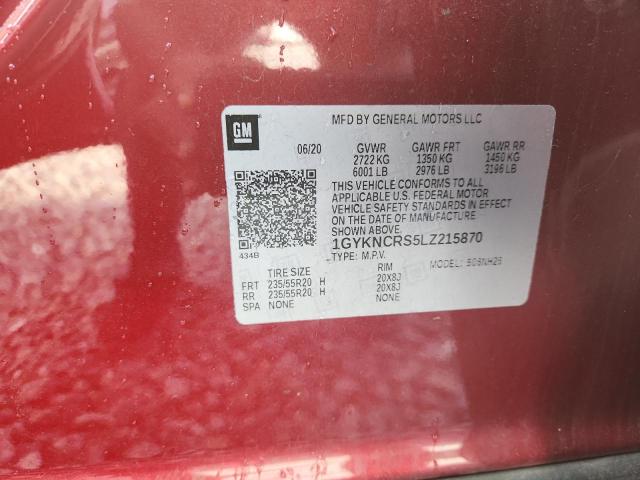 MFD BY GENERAL MOTORS LLC
GM
06/20 GVWR GAWR FRT GAWR RR
2722 KG 1350 KG 1450 KG
6001 LB 2976 LB 3196 LB
THIS VEHICLE CONFORMS TO ALL
APPLICABLE U.S. FEDERAL MOTOR
VEHICLE SAFETY STANDARDS IN EFFECT
ON THE DATE OF MANUFACTURE
SHOWN ABOVE.
434B
1GYKNCRS5LZ215870
TYPE: M.P.V. MODEL:
TIRE SIZE RIM
FRT 235/55R20 H 20X8J
RR 235/55R20 H 20X8J
SPA NONE NONE